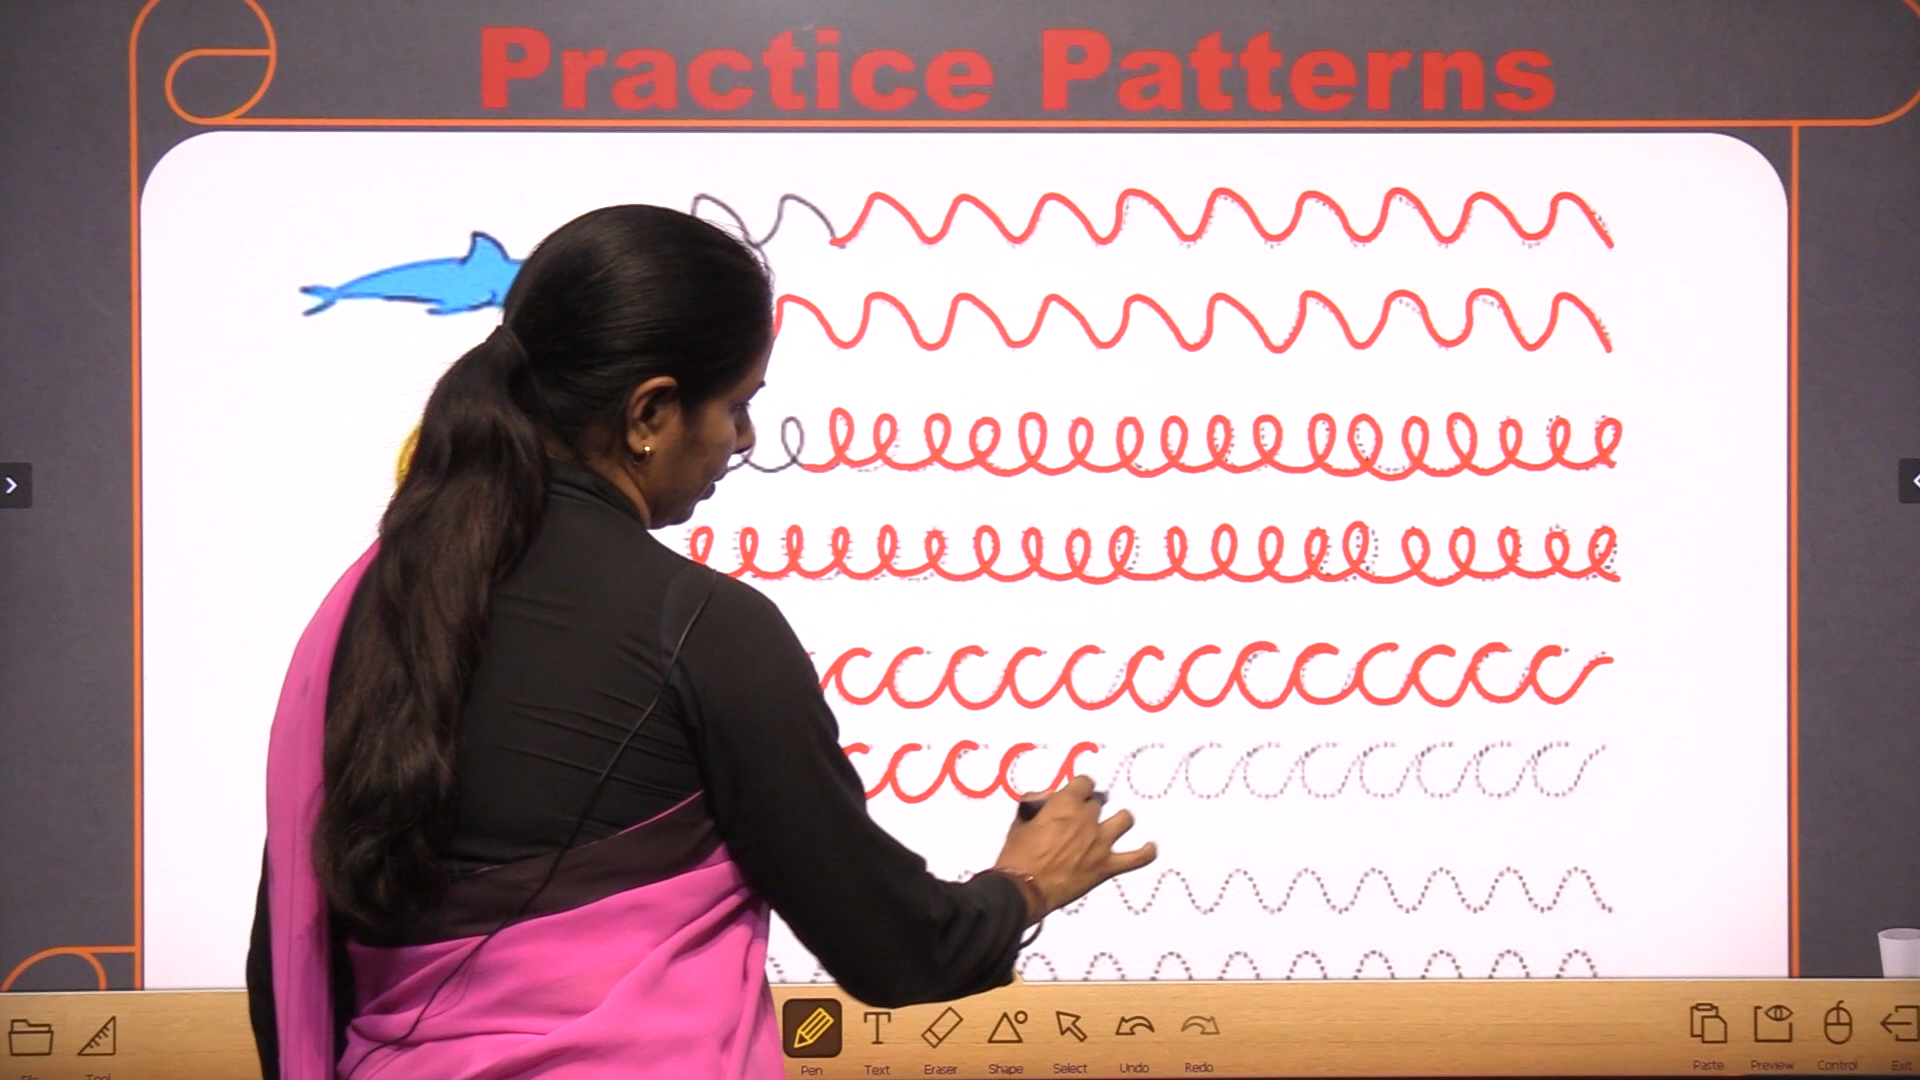 Practice Patterns
Pen Text Eraser Shape Select Undo Redo Paste Preview Control Exit